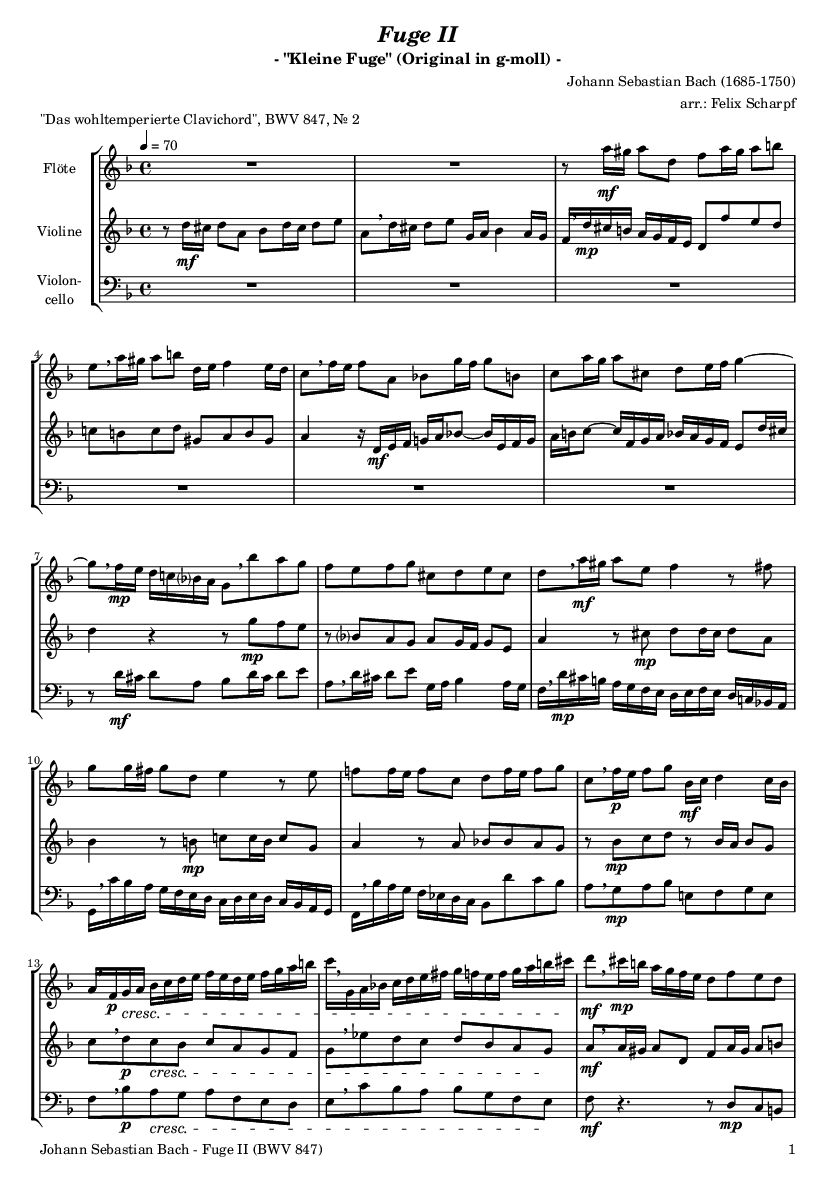 Fuge II
- "Kleine Fuge" (Original in g-moll) -
Johann Sebastian Bach (1685-1750)
arr.: Felix Scharpf
"Das wohltemperierte Clavichord", BWV 847, № 2
= 70
Flöte
mf
Violine
mf
mp
Violon-
cello
4
mf
7
mp
mf
mp
mp
mf
mp
10
p
mf
mp
mp
mp
13
p
cresc.
mf
mp
p
cresc.
mf
p
cresc.
mf
mp
Johann Sebastian Bach - Fuge II (BWV 847)
1